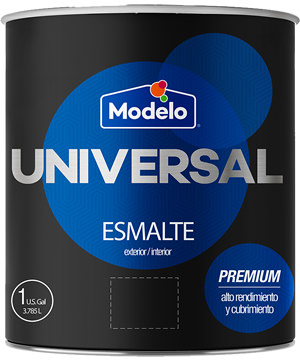 Modelo
UNIVERSAL
ESMALTE
exterior / interior
1 U.S. Gal
3.785 L
PREMIUM
alto rendimiento
y cubrimiento